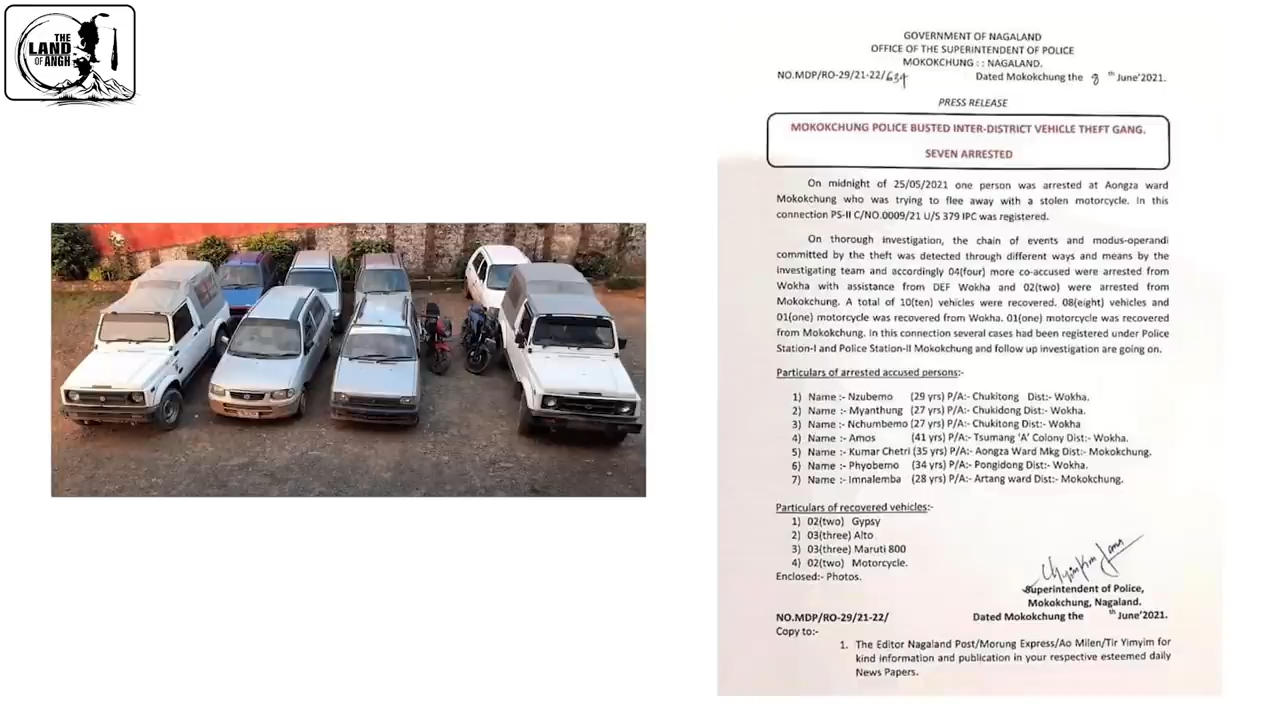 THE
LAND
OF ANGH
GOVERNMENT OF NAGALAND
OFFICE OF THE SUPERINTENDENT OF POLICE
MOKOKCHUNG : : NAGALAND.
NO.MDP/RO-29/21-22/634 Dated Mokokchung the 8 th June'2021.
PRESS RELEASE
MOKOKCHUNG POLICE BUSTED INTER-DISTRICT VEHICLE THEFT GANG.
SEVEN ARRESTED
On midnight of 25/05/2021 one person was arrested at Aongza ward
Mokokchung who was trying to flee away with a stolen motorcycle. In this
connection PS-II C/NO.0009/21 U/S 379 IPC was registered.
On thorough investigation, the chain of events and modus-operandi
committed by the theft was detected through different ways and means by the
investigating team and accordingly 04(four) more co-accused were arrested from
Wokha with assistance from DEF Wokha and 02(two) were arrested from
Mokokchung. A total of 10(ten) vehicles were recovered. 08(eight) vehicles and
01(one) motorcycle was recovered from Wokha. 01(one) motorcycle was recovered
from Mokokchung. In this connection several cases had been registered under Police
Station-I and Police Station-II Mokokchung and follow up investigation are going on.
Particulars of arrested accused persons:-
1) Name :- Nzubemo (29 yrs) P/A:- Chukitong Dist:- Wokha.
2) Name :- Myanthung (27 yrs) P/A:- Chukidong Dist:- Wokha.
3) Name :- Nchumbemo (27 yrs) P/A:- Chukitong Dist:- Wokha
4) Name :- Amos (41 yrs) P/A:- Tsumang 'A' Colony Dist:- Wokha.
5) Name :- Kumar Chetri (35 yrs) P/A:- Aongza Ward Mkg Dist:- Mokokchung.
6) Name :- Phyobemo (34 yrs) P/A:- Pongidong Dist:- Wokha.
7) Name :- Imnalemba (28 yrs) P/A:- Artang ward Dist:- Mokokchung.
Particulars of recovered vehicles:-
1) 02(two) Gypsy
2) 03(three) Alto
3) 03(three) Maruti 800
4) 02(two) Motorcycle.
Enclosed:- Photos.
Superintendent of Police,
Mokokchung, Nagaland.
NO.MDP/RO-29/21-22/ Dated Mokokchung the th June'2021.
Copy to:-
1. The Editor Nagaland Post/Morung Express/Ao Milen/Tir Yimyim for
kind information and publication in your respective esteemed daily
News Papers.